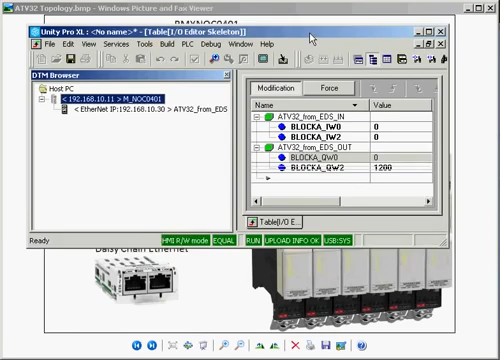 ATV32 Topology.bmp - Windows Picture and Fax Viewer
BMXNOC0401
Unity Pro XL : <No name>* - [Table[I/O Editor Skeleton]]
File Edit View Services Tools Build PLC Debug Window Help
DTM Browser
Host PC
< 192.168.10.11 > M_NOC0401
< EtherNet IP:192.168.10.30 > ATV32_from_EDS
Modification Force
Name Value
ATV32_from_EDS_IN
BLOCKA_IW0 0
BLOCKA_IW2 0
ATV32_from_EDS_OUT
BLOCKA_QW0 0
BLOCKA_QW2 1200
Table[I/O E...
Ready HMI R/W mode EQUAL RUN UPLOAD INFO OK USB:SYS
Daisy Chain Ethernet